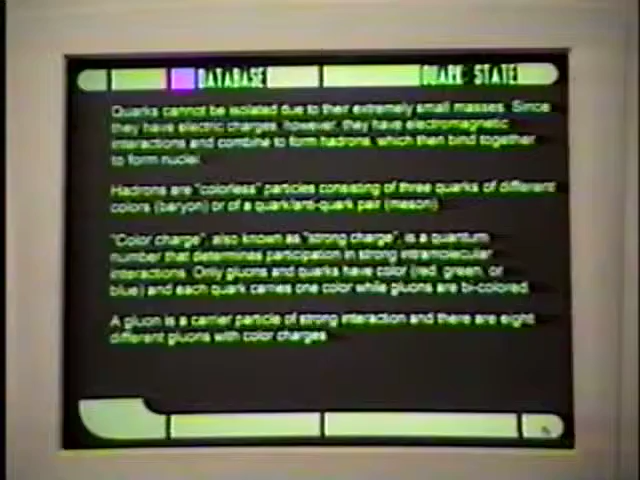 DATABASE
QUARK STATE
Quarks cannot be isolated due to their extremely small masses. Since
they have electric charges, however, they have electromagnetic
interactions and combine to form hadrons, which then bind together
to form nuclei.
Hadrons are "colorless" particles consisting of three quarks of different
colors (baryon) or of a quark/anti-quark pair (meson).
"Color charge", also known as "strong charge", is a quantum
number that determines participation in strong intramolecular
interactions. Only gluons and quarks have color (red, green, or
blue) and each quark carries one color while gluons are bi-colored.
A gluon is a carrier particle of strong interaction and there are eight
different gluons with color charges.